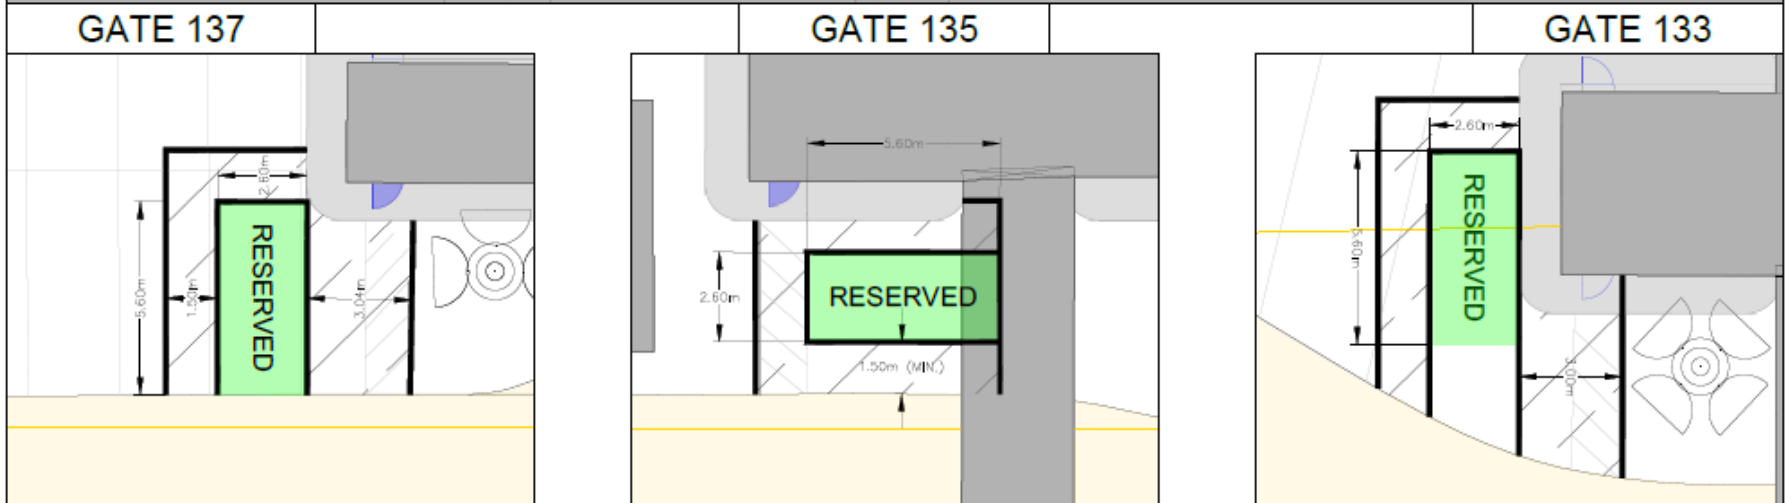 GATE 137
GATE 135
GATE 133
2.60m
5.60m
1.50m
RESERVED
3.04m
5.60m
2.60m
RESERVED
1.50m (MIN.)
2.60m
5.60m
RESERVED
3.00m